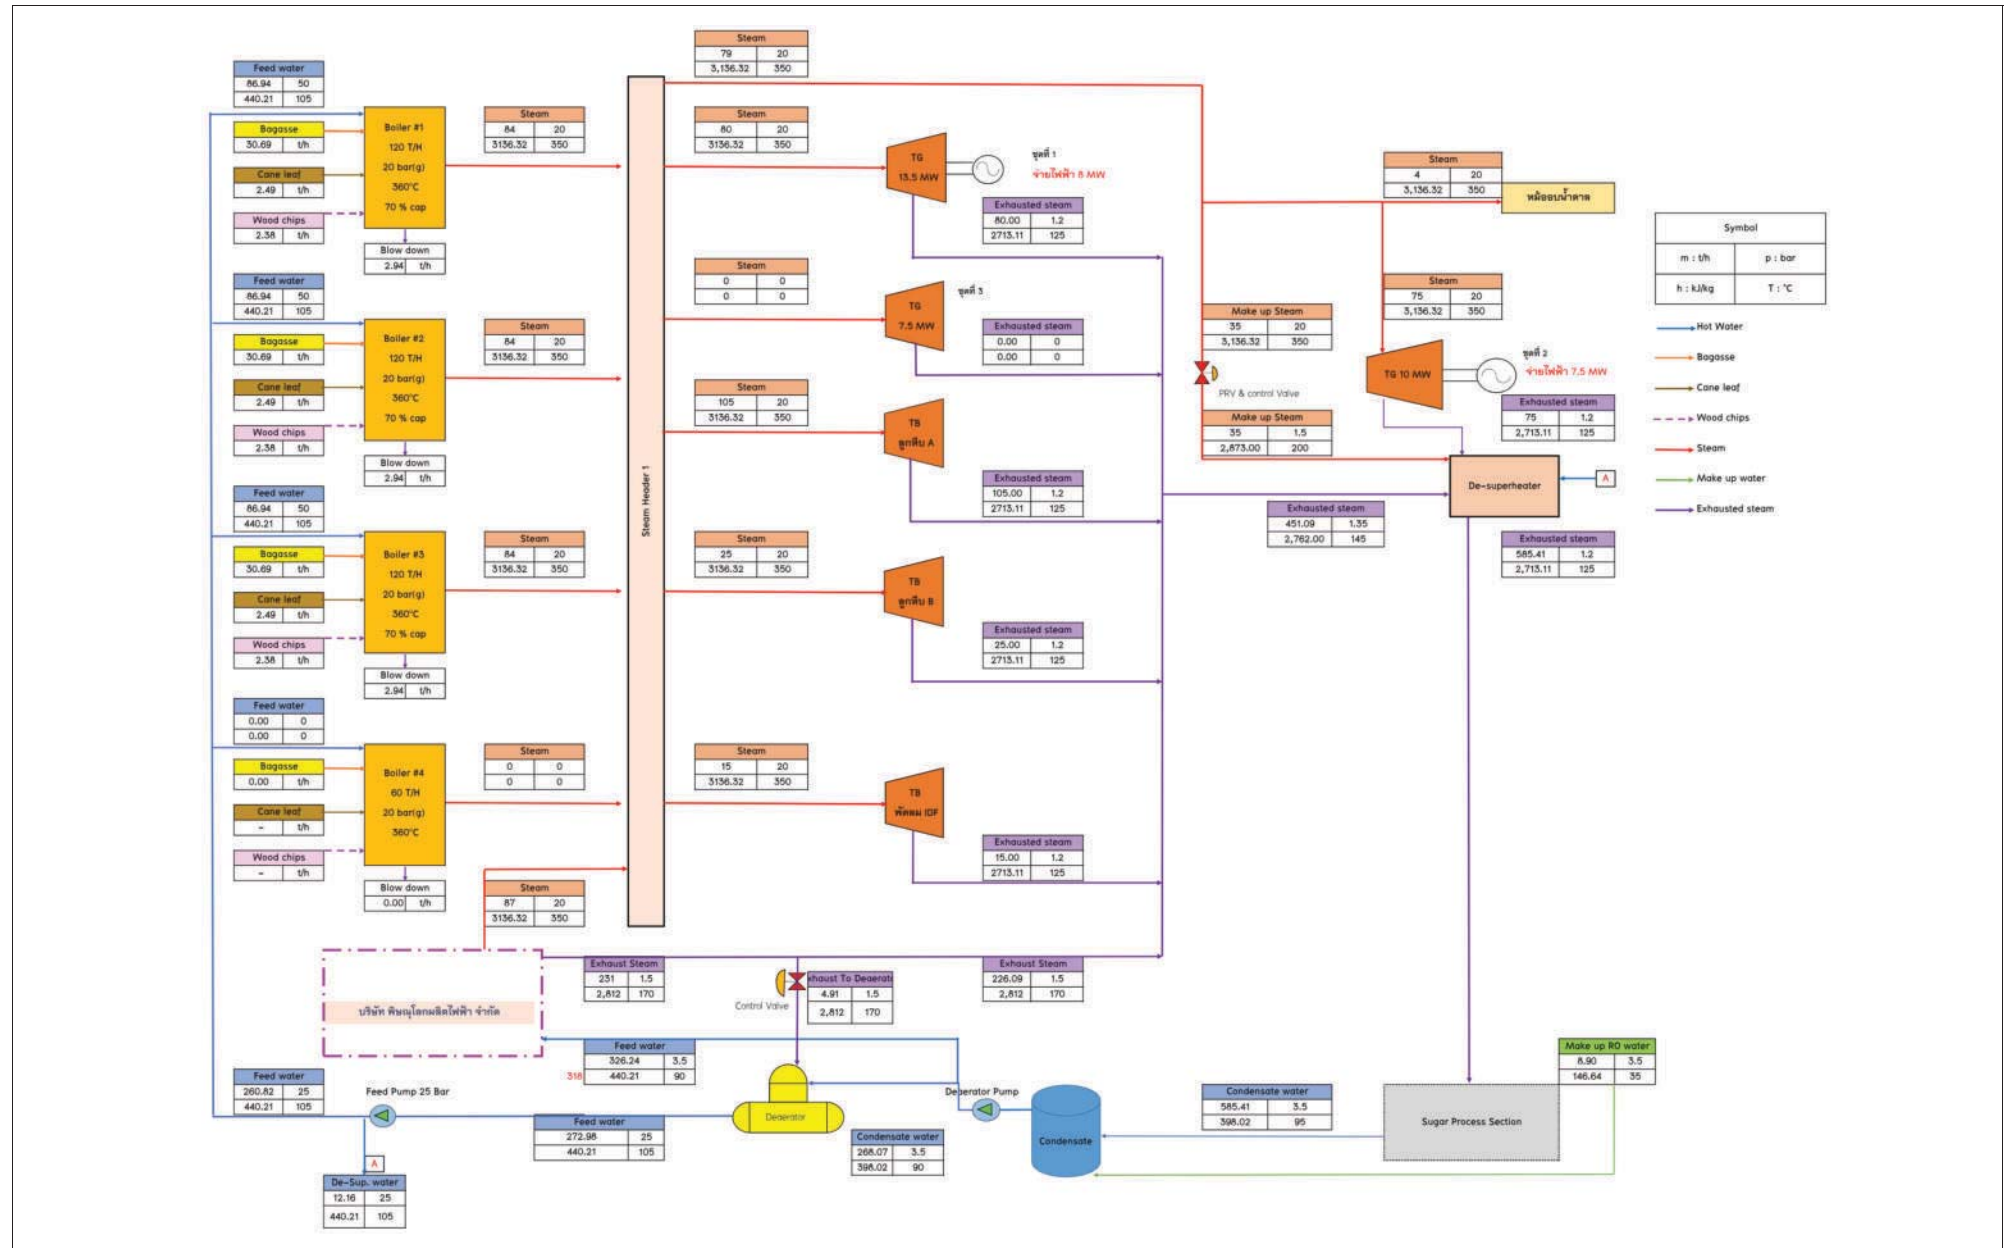 Steam
79 20
3,136.32 350
Feed water
86.94 50
440.21 105
Bagasse
30.69 t/h
Cane leaf
2.49 t/h
Wood chips
2.38 t/h
Boiler #1
120 T/H
20 bar(g)
360°C
70 % cap
Blow down
2.94 t/h
Steam
84 20
3136.32 350
Steam
80 20
3136.32 350
TG
13.5 MW
ชุดที่ 1
จ่ายไฟฟ้า 8 MW
Exhausted steam
80.00 1.2
2713.11 125
Steam
4 20
3,136.32 350
หม้ออบน้ำตาล
Symbol
m : t/h p : bar
h : kJ/kg T : °C
Hot Water
Bagasse
Cane leaf
Wood chips
Steam
Make up water
Exhausted steam
Feed water
86.94 50
440.21 105
Bagasse
30.69 t/h
Cane leaf
2.49 t/h
Wood chips
2.38 t/h
Boiler #2
120 T/H
20 bar(g)
360°C
70 % cap
Blow down
2.94 t/h
Steam
84 20
3136.32 350
Steam
0 0
0 0
TG
7.5 MW
ชุดที่ 3
Exhausted steam
0.00 0
0.00 0
Make up Steam
35 20
3,136.32 350
PRV & control Valve
Make up Steam
35 1.5
2,873.00 200
Steam
75 20
3,136.32 350
TG 10 MW
ชุดที่ 2
จ่ายไฟฟ้า 7.5 MW
Exhausted steam
75 1.2
2,713.11 125
Steam
105 20
3136.32 350
TB
ลูกหีบ A
Exhausted steam
105.00 1.2
2713.11 125
De-superheater
A
Exhausted steam
451.09 1.35
2,762.00 145
Exhausted steam
585.41 1.2
2,713.11 125
Steam Header 1
Feed water
86.94 50
440.21 105
Bagasse
30.69 t/h
Cane leaf
2.49 t/h
Wood chips
2.38 t/h
Boiler #3
120 T/H
20 bar(g)
360°C
70 % cap
Blow down
2.94 t/h
Steam
84 20
3136.32 350
Steam
25 20
3136.32 350
TB
ลูกหีบ B
Exhausted steam
25.00 1.2
2713.11 125
Feed water
0.00 0
0.00 0
Bagasse
0.00 t/h
Cane leaf
- t/h
Wood chips
- t/h
Boiler #4
60 T/H
20 bar(g)
360°C
Blow down
0.00 t/h
Steam
0 0
0 0
Steam
15 20
3136.32 350
TB
พัดลม IDF
Exhausted steam
15.00 1.2
2713.11 125
Steam
87 20
3136.32 350
บริษัท พิษณุโลกผลิตไฟฟ้า จำกัด
Exhaust Steam
231 1.5
2,812 170
Control Valve
xhaust To Deaerat
4.91 1.5
2,812 170
Exhaust Steam
226.09 1.5
2,812 170
Feed water
326.24 3.5
318 440.21 90
Feed water
260.82 25
440.21 105
Feed Pump 25 Bar
Feed water
272.98 25
440.21 105
Deaerator
Deaerator Pump
Condensate water
268.07 3.5
398.02 90
Condensate
Condensate water
585.41 3.5
398.02 95
Sugar Process Section
Make up RO water
8.90 3.5
146.64 35
A
De-Sup. water
12.16 25
440.21 105